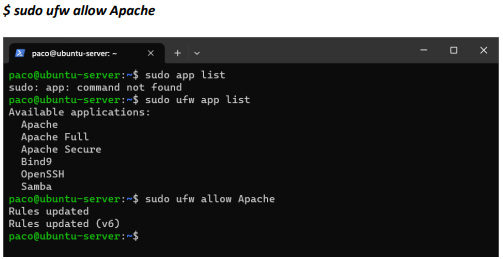 $ sudo ufw allow Apache
paco@ubuntu-server: ~
paco@ubuntu-server:~$ sudo app list
sudo: app: command not found
paco@ubuntu-server:~$ sudo ufw app list
Available applications:
  Apache
  Apache Full
  Apache Secure
  Bind9
  OpenSSH
  Samba
paco@ubuntu-server:~$ sudo ufw allow Apache
Rules updated
Rules updated (v6)
paco@ubuntu-server:~$